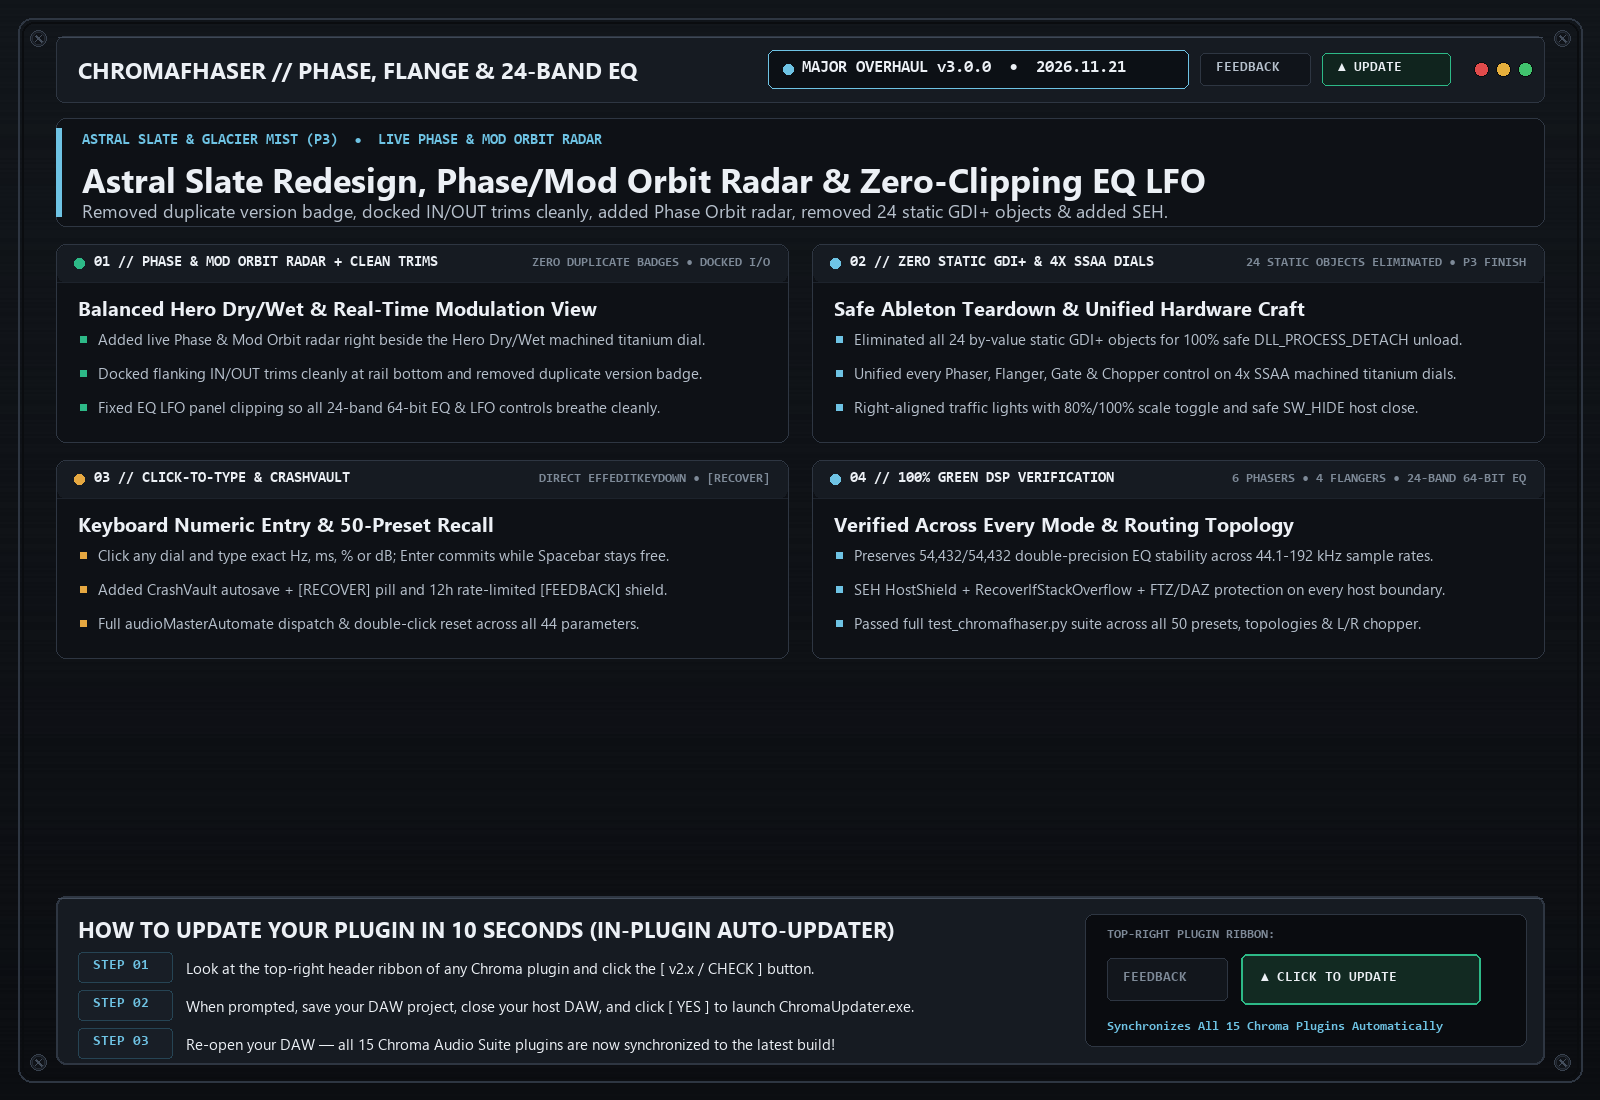 CHROMAFHASER // PHASE, FLANGE & 24-BAND EQ
MAJOR OVERHAUL v3.0.0 • 2026.11.21
FEEDBACK
▲ UPDATE
ASTRAL SLATE & GLACIER MIST (P3) • LIVE PHASE & MOD ORBIT RADAR
Astral Slate Redesign, Phase/Mod Orbit Radar & Zero-Clipping EQ LFO
Removed duplicate version badge, docked IN/OUT trims cleanly, added Phase Orbit radar, removed 24 static GDI+ objects & added SEH.
01 // PHASE & MOD ORBIT RADAR + CLEAN TRIMS
ZERO DUPLICATE BADGES • DOCKED I/O
Balanced Hero Dry/Wet & Real-Time Modulation View
Added live Phase & Mod Orbit radar right beside the Hero Dry/Wet machined titanium dial.
Docked flanking IN/OUT trims cleanly at rail bottom and removed duplicate version badge.
Fixed EQ LFO panel clipping so all 24-band 64-bit EQ & LFO controls breathe cleanly.
02 // ZERO STATIC GDI+ & 4X SSAA DIALS
24 STATIC OBJECTS ELIMINATED • P3 FINISH
Safe Ableton Teardown & Unified Hardware Craft
Eliminated all 24 by-value static GDI+ objects for 100% safe DLL_PROCESS_DETACH unload.
Unified every Phaser, Flanger, Gate & Chopper control on 4x SSAA machined titanium dials.
Right-aligned traffic lights with 80%/100% scale toggle and safe SW_HIDE host close.
03 // CLICK-TO-TYPE & CRASHVAULT
DIRECT EFFEDITKEYDOWN • [RECOVER]
Keyboard Numeric Entry & 50-Preset Recall
Click any dial and type exact Hz, ms, % or dB; Enter commits while Spacebar stays free.
Added CrashVault autosave + [RECOVER] pill and 12h rate-limited [FEEDBACK] shield.
Full audioMasterAutomate dispatch & double-click reset across all 44 parameters.
04 // 100% GREEN DSP VERIFICATION
6 PHASERS • 4 FLANGERS • 24-BAND 64-BIT EQ
Verified Across Every Mode & Routing Topology
Preserves 54,432/54,432 double-precision EQ stability across 44.1-192 kHz sample rates.
SEH HostShield + RecoverIfStackOverflow + FTZ/DAZ protection on every host boundary.
Passed full test_chromafhaser.py suite across all 50 presets, topologies & L/R chopper.
HOW TO UPDATE YOUR PLUGIN IN 10 SECONDS (IN-PLUGIN AUTO-UPDATER)
STEP 01
Look at the top-right header ribbon of any Chroma plugin and click the [ v2.x / CHECK ] button.
STEP 02
When prompted, save your DAW project, close your host DAW, and click [ YES ] to launch ChromaUpdater.exe.
STEP 03
Re-open your DAW — all 15 Chroma Audio Suite plugins are now synchronized to the latest build!
TOP-RIGHT PLUGIN RIBBON:
FEEDBACK
▲ CLICK TO UPDATE
Synchronizes All 15 Chroma Plugins Automatically